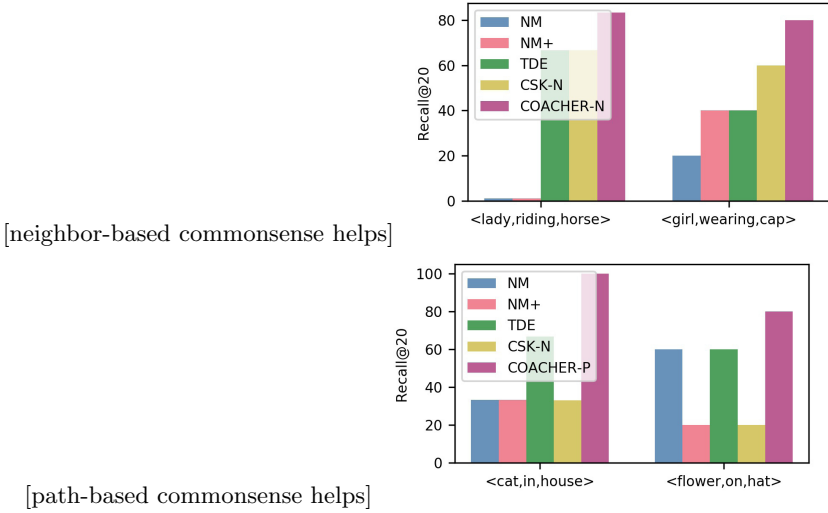 80
60
40
20
0
Recall@20
NM
NM+
TDE
CSK-N
COACHER-N
<lady,riding,horse>
<girl,wearing,cap>
[neighbor-based commonsense helps]
100
80
60
40
20
0
Recall@20
NM
NM+
TDE
CSK-N
COACHER-P
<cat,in,house>
<flower,on,hat>
[path-based commonsense helps]